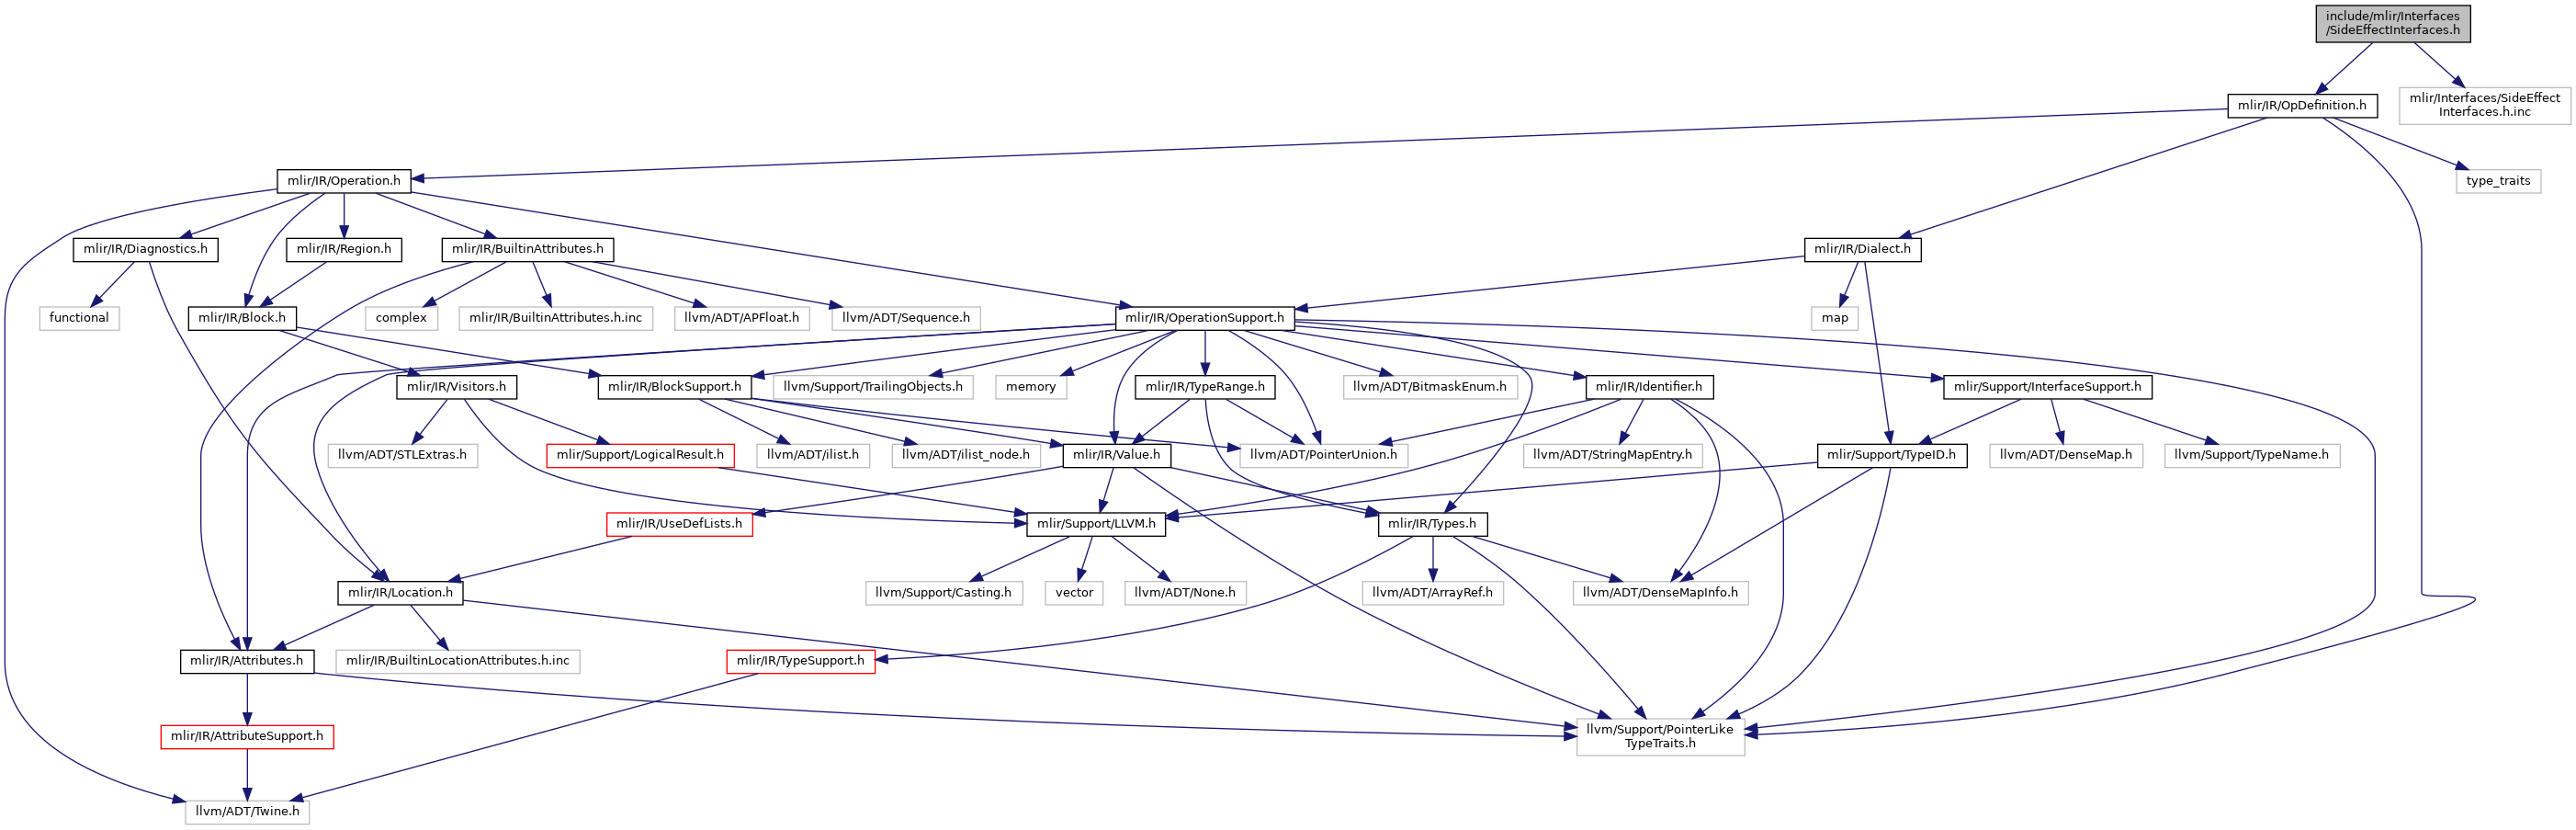 include/mlir/Interfaces
/SideEffectInterfaces.h
mlir/IR/OpDefinition.h
mlir/Interfaces/SideEffect
Interfaces.h.inc
mlir/IR/Operation.h
type_traits
mlir/IR/Diagnostics.h
mlir/IR/Region.h
mlir/IR/BuiltinAttributes.h
mlir/IR/Dialect.h
functional
mlir/IR/Block.h
complex
mlir/IR/BuiltinAttributes.h.inc
llvm/ADT/APFloat.h
llvm/ADT/Sequence.h
mlir/IR/OperationSupport.h
map
mlir/IR/Visitors.h
mlir/IR/BlockSupport.h
llvm/Support/TrailingObjects.h
memory
mlir/IR/TypeRange.h
llvm/ADT/BitmaskEnum.h
mlir/IR/Identifier.h
mlir/Support/InterfaceSupport.h
llvm/ADT/STLExtras.h
mlir/Support/LogicalResult.h
llvm/ADT/ilist.h
llvm/ADT/ilist_node.h
mlir/IR/Value.h
llvm/ADT/PointerUnion.h
llvm/ADT/StringMapEntry.h
mlir/Support/TypeID.h
llvm/ADT/DenseMap.h
llvm/Support/TypeName.h
mlir/IR/UseDefLists.h
mlir/Support/LLVM.h
mlir/IR/Types.h
mlir/IR/Location.h
llvm/Support/Casting.h
vector
llvm/ADT/None.h
llvm/ADT/ArrayRef.h
llvm/ADT/DenseMapInfo.h
mlir/IR/Attributes.h
mlir/IR/BuiltinLocationAttributes.h.inc
mlir/IR/TypeSupport.h
mlir/IR/AttributeSupport.h
llvm/Support/PointerLike
TypeTraits.h
llvm/ADT/Twine.h